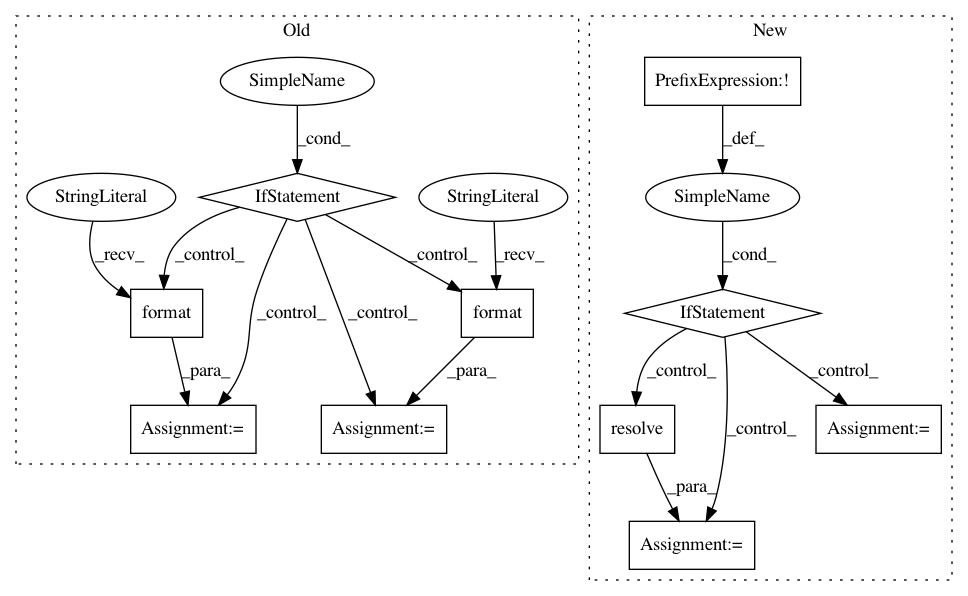 Old
New
SimpleName
PrefixExpression:!
_cond_
_def_
StringLiteral
IfStatement
StringLiteral
SimpleName
_recv_
_control_
_control_
_recv_
_cond_
format
_control_
_control_
format
IfStatement
_para_
_para_
_control_
_control_
Assignment:=
Assignment:=
resolve
_control_
Assignment:=
_para_
Assignment:=